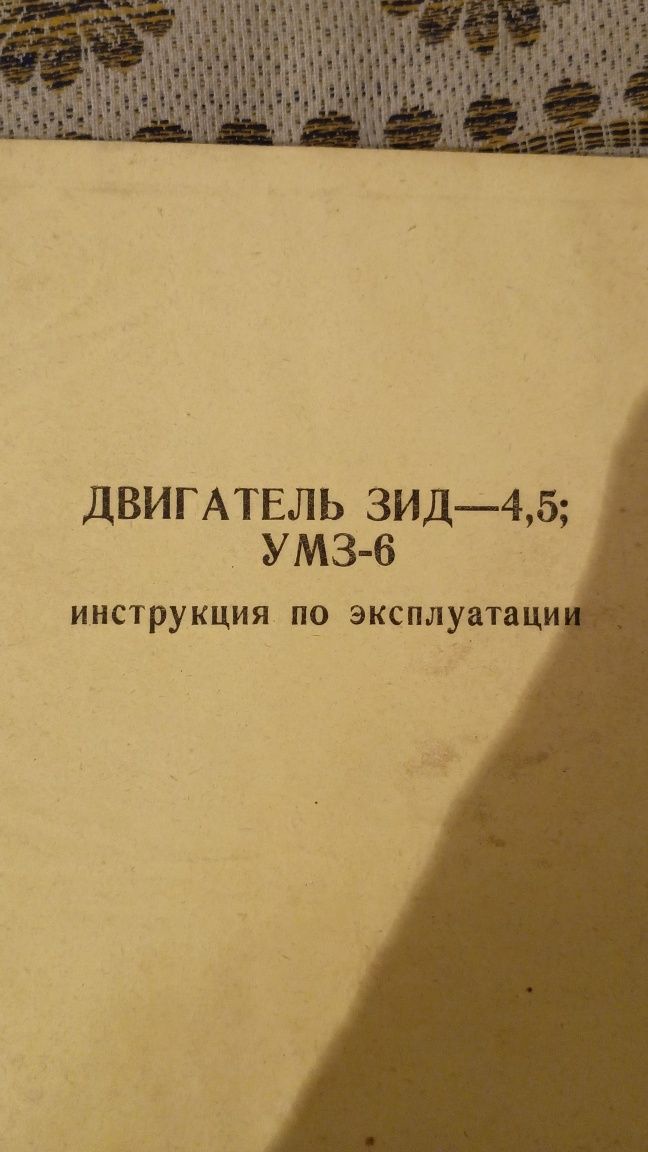 ДВИГАТЕЛЬ ЗИД—4,5;
УМЗ-6
инструкция по эксплуатации